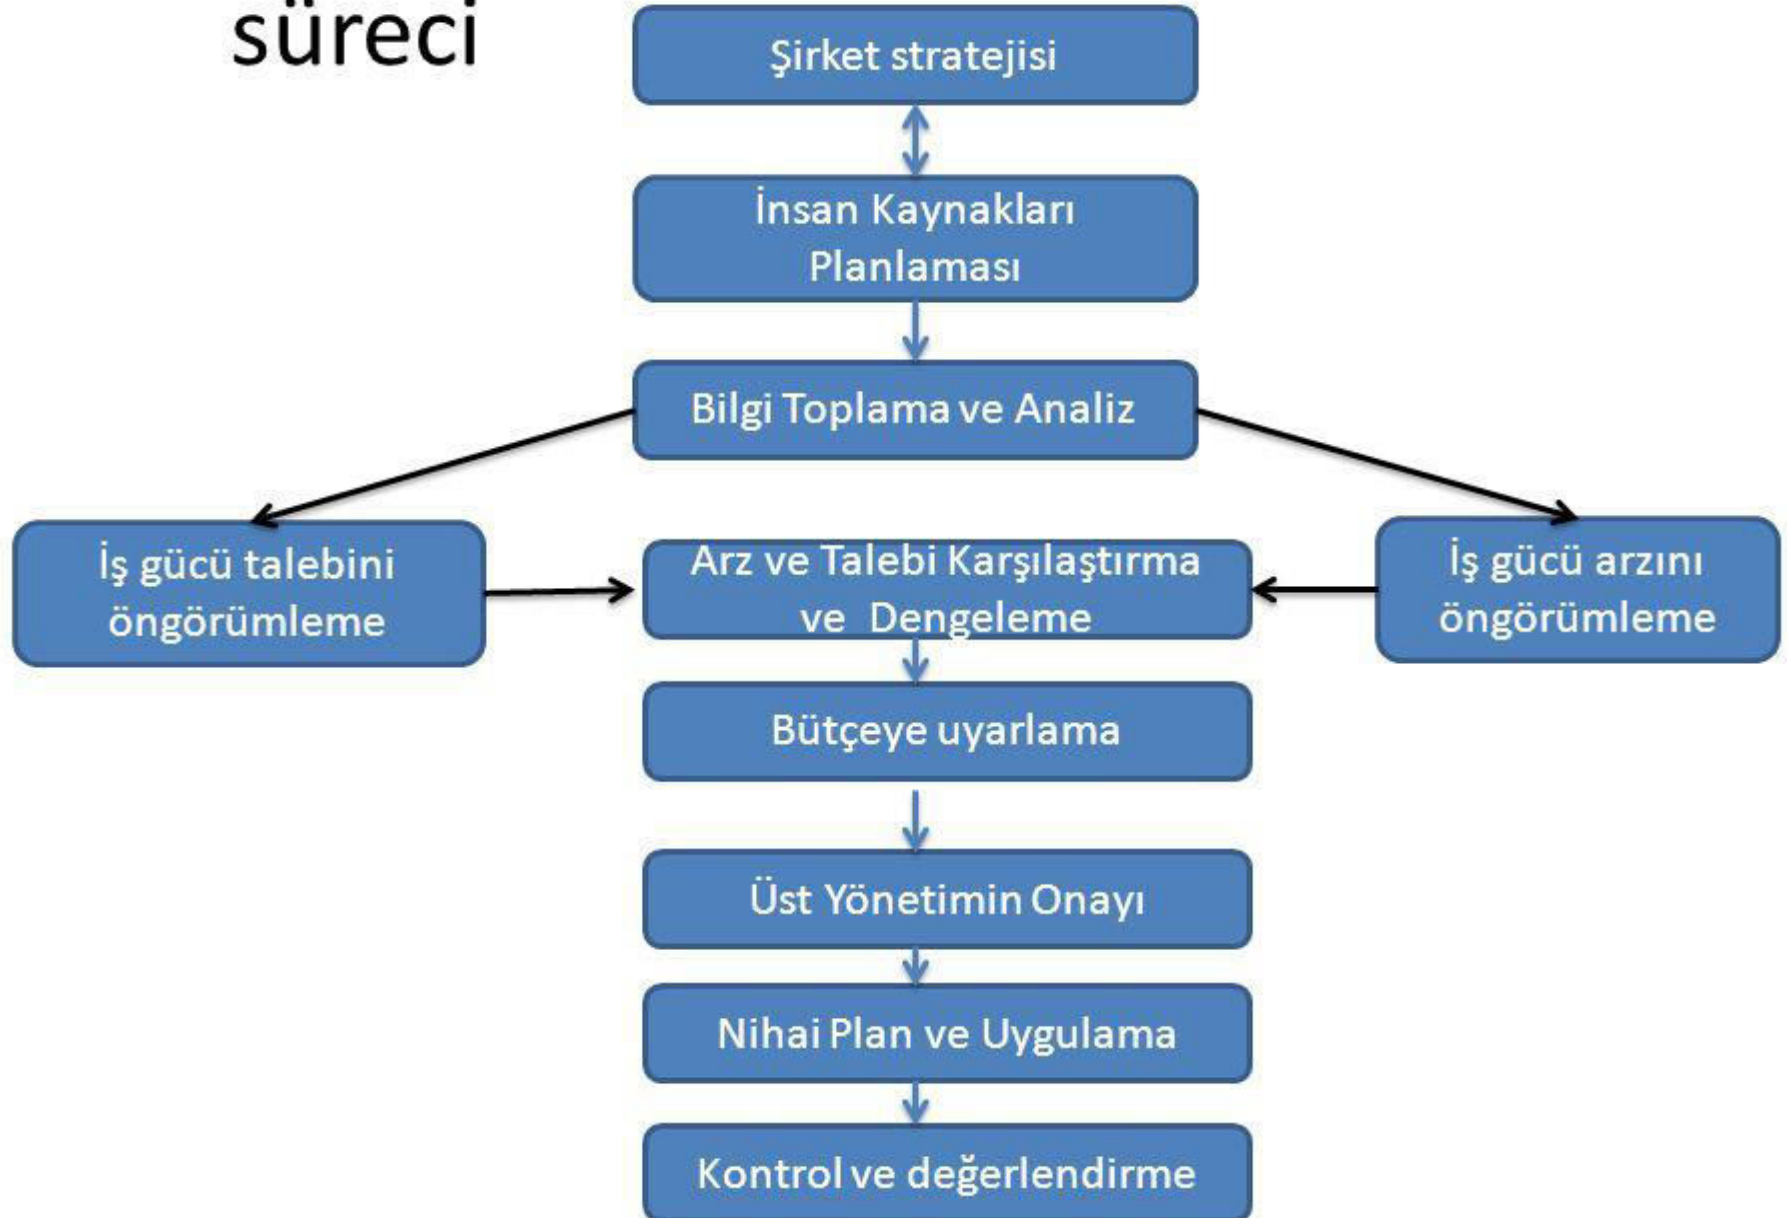 süreci
Şirket stratejisi
İnsan Kaynakları
Planlaması
Bilgi Toplama ve Analiz
İş gücü talebini
öngörümleme
Arz ve Talebi Karşılaştırma
ve Dengeleme
İş gücü arzını
öngörümleme
Bütçeye uyarlama
Üst Yönetimin Onayı
Nihai Plan ve Uygulama
Kontrol ve değerlendirme